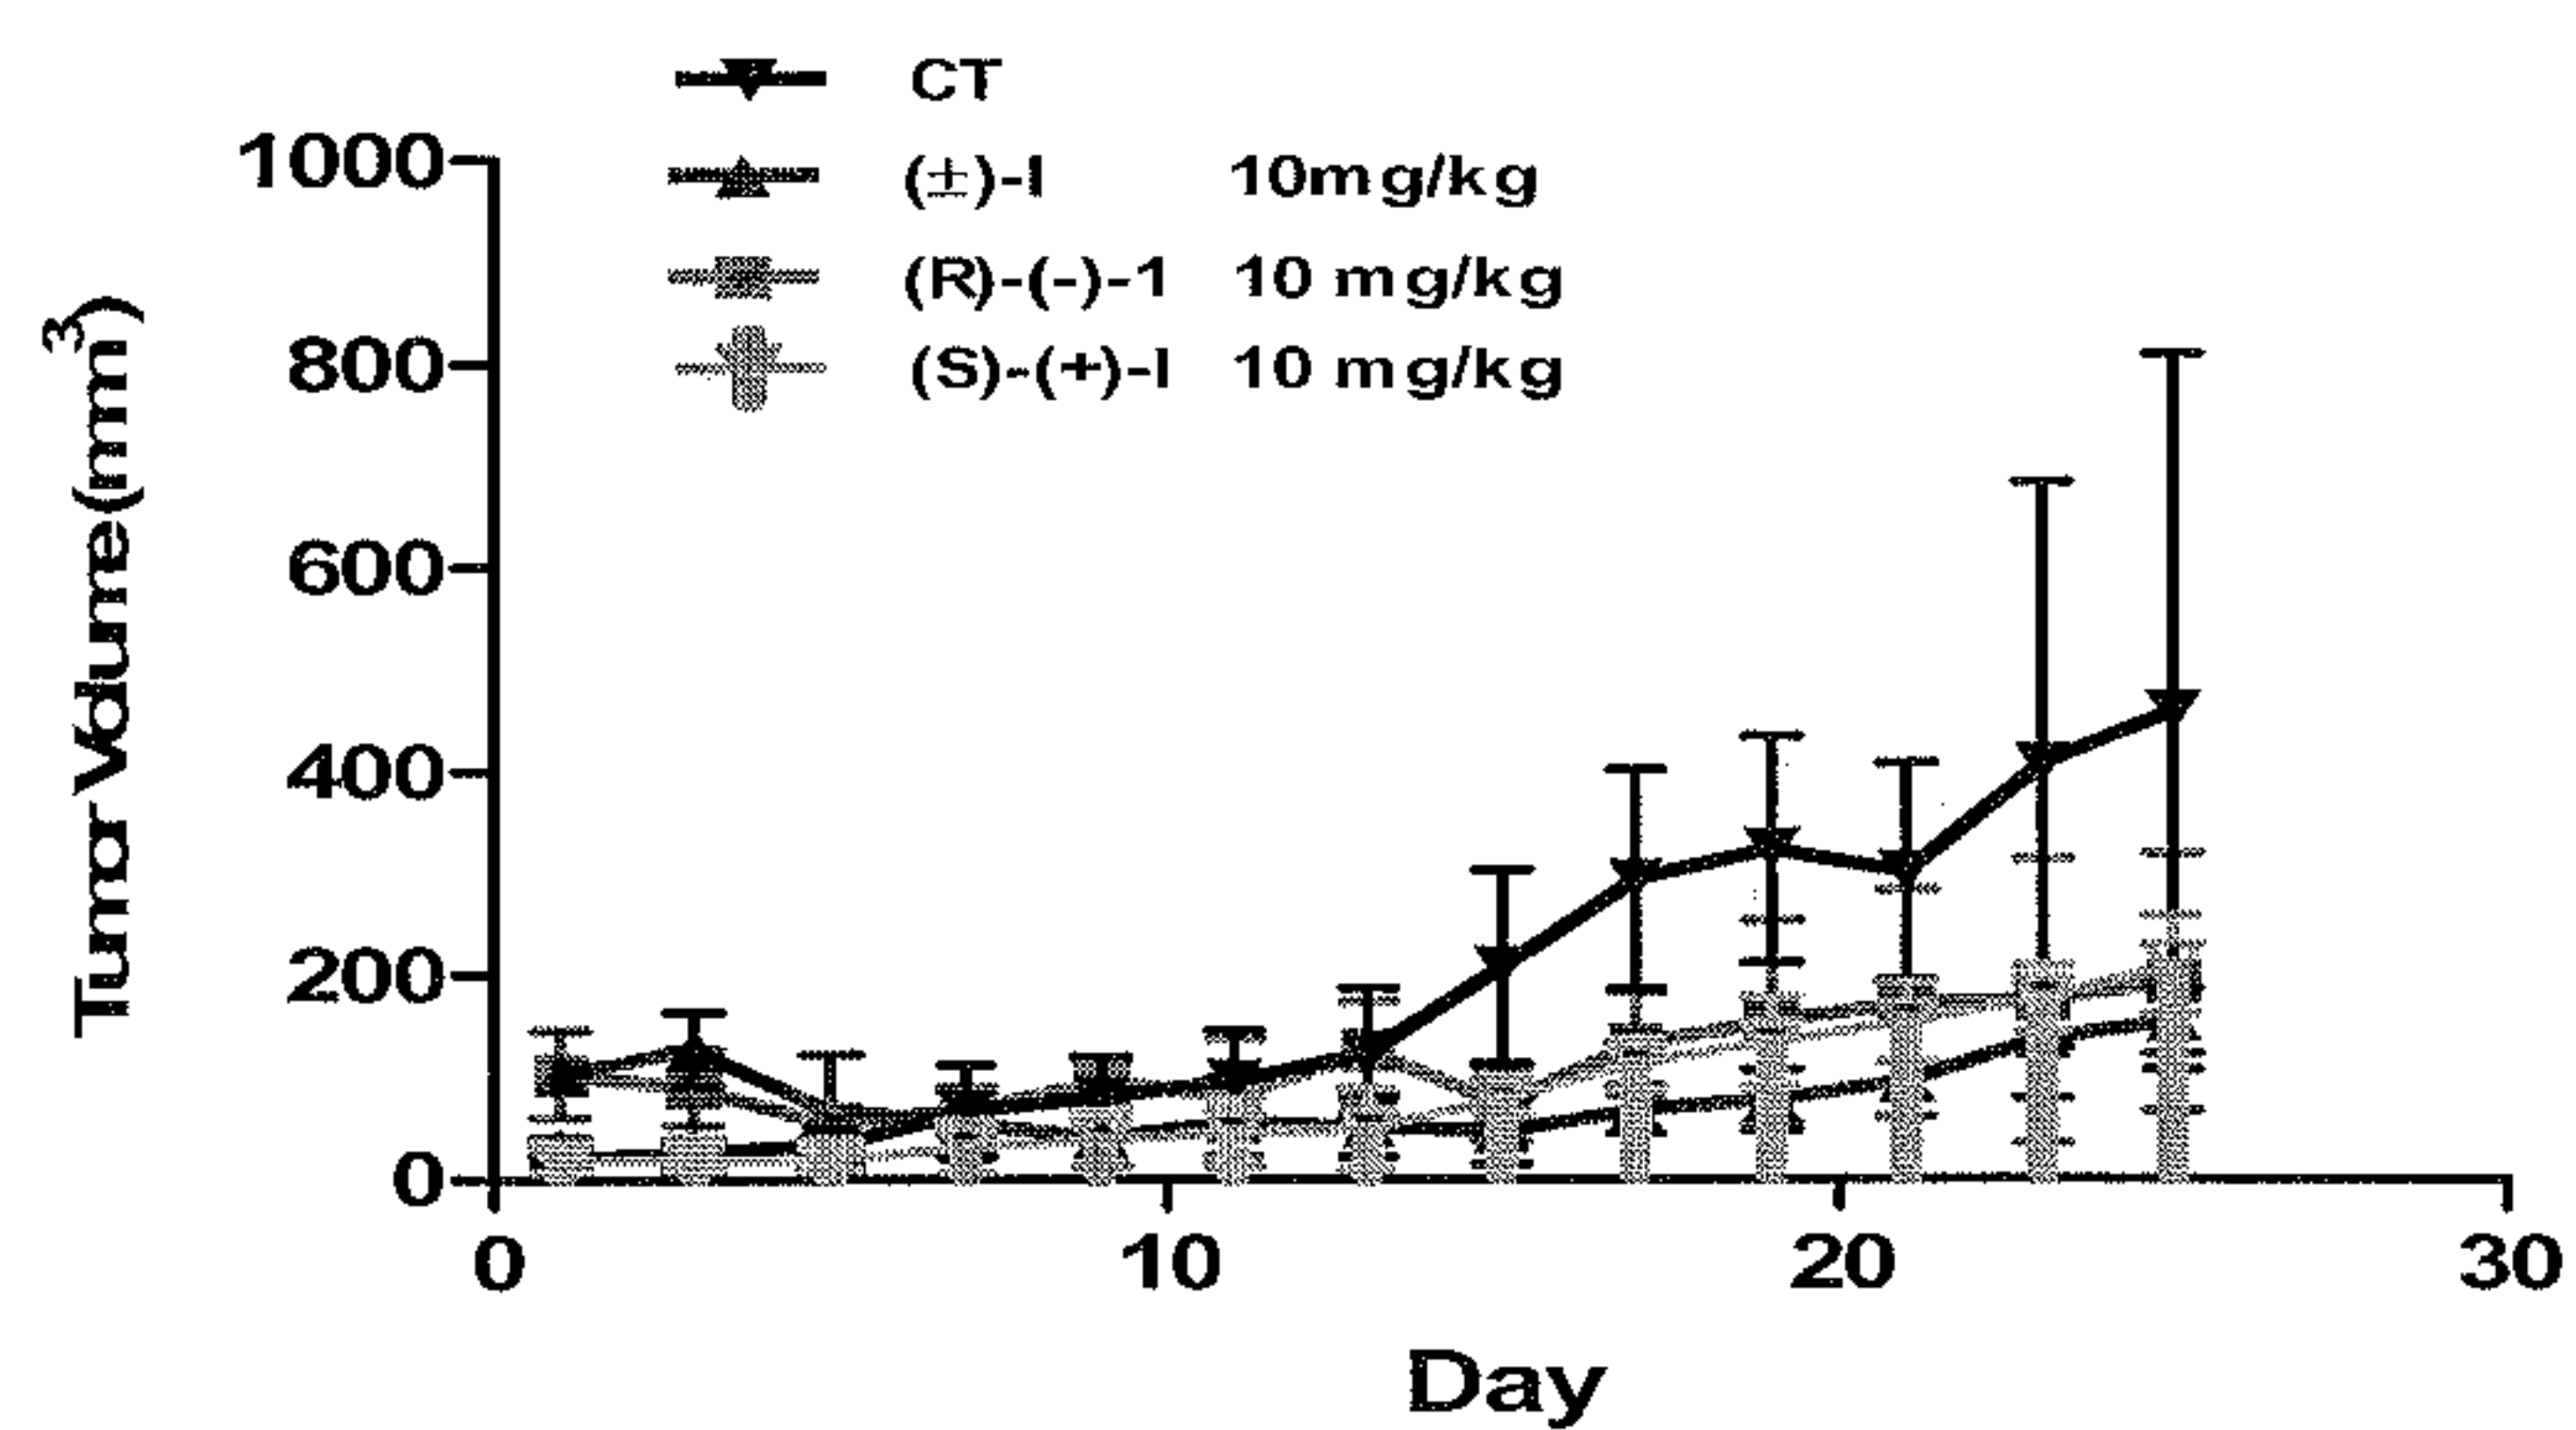 CT
(±)-I 10mg/kg
(R)-(-)-1 10 mg/kg
(S)-(+)-I 10 mg/kg
Tumor Volume(mm3)
1000
800
600
400
200
0
0 10 20 30
Day